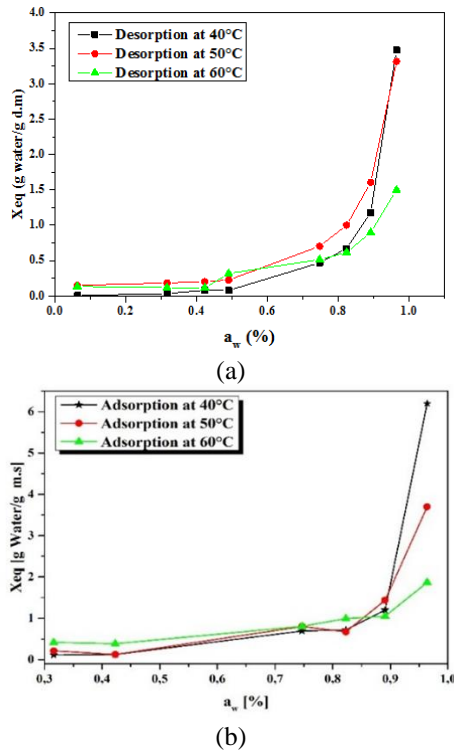 4.0
3.5
3.0
2.5
2.0
1.5
1.0
0.5
0.0
Xeq (g water/g d.m)
Desorption at 40°C
Desorption at 50°C
Desorption at 60°C
0.0 0.2 0.4 0.6 0.8 1.0
a_w (%)
(a)
6
5
4
3
2
1
0
Xeq [g Water/g m.s]
Adsorption at 40°C
Adsorption at 50°C
Adsorption at 60°C
0,3 0,4 0,5 0,6 0,7 0,8 0,9 1,0
a_w [%]
(b)